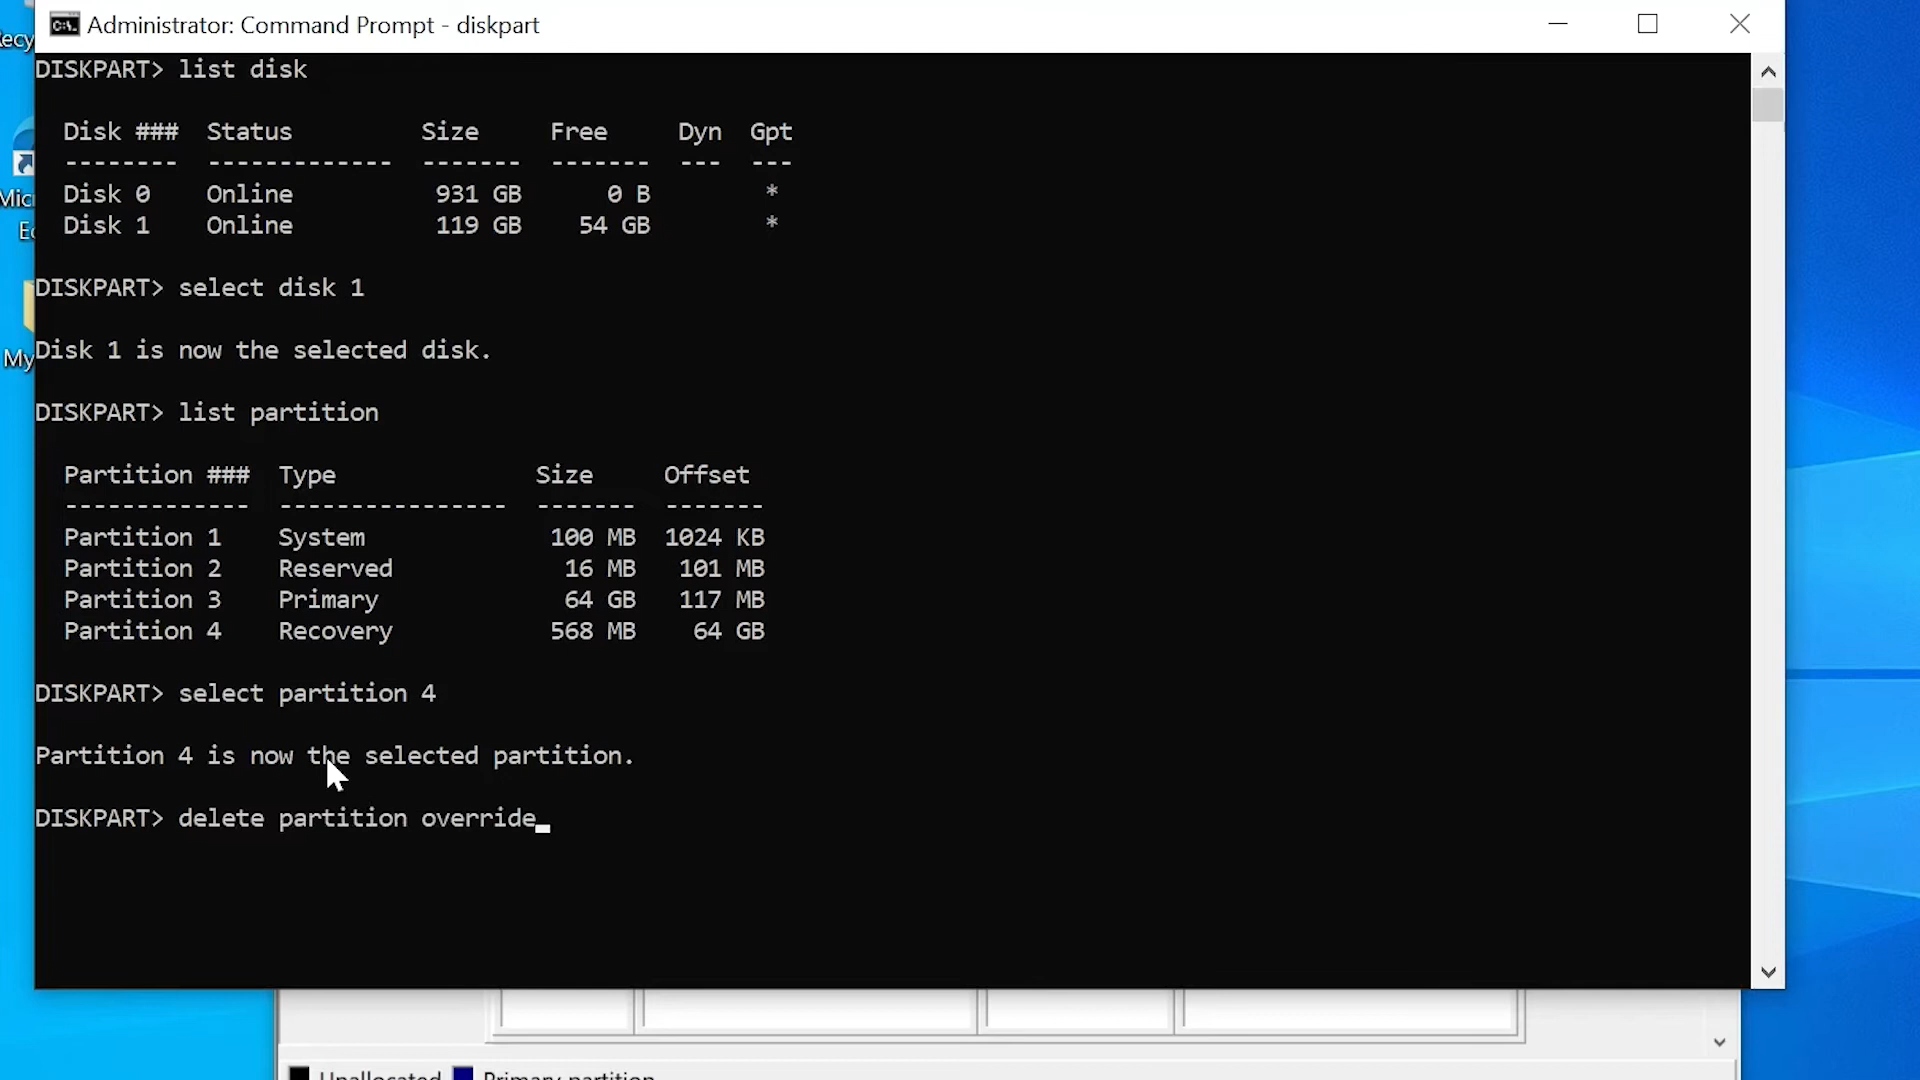 Administrator: Command Prompt - diskpart
DISKPART> list disk
Disk ### Status Size Free Dyn Gpt
-------- ------------- ------- ------- --- ---
Disk 0 Online 931 GB 0 B *
Disk 1 Online 119 GB 54 GB *
DISKPART> select disk 1
Disk 1 is now the selected disk.
DISKPART> list partition
Partition ### Type Size Offset
------------- ---------------- ------- -------
Partition 1 System 100 MB 1024 KB
Partition 2 Reserved 16 MB 101 MB
Partition 3 Primary 64 GB 117 MB
Partition 4 Recovery 568 MB 64 GB
DISKPART> select partition 4
Partition 4 is now the selected partition.
DISKPART> delete partition override
My
Unallocated Primary partition